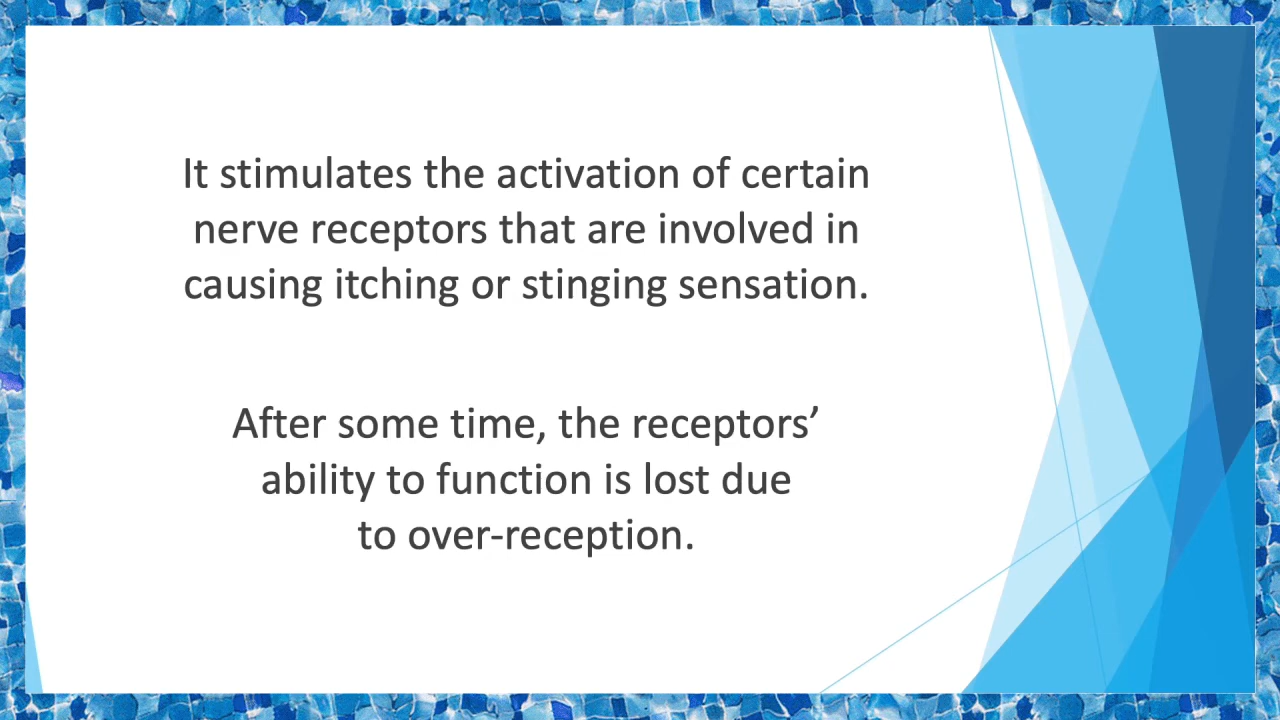 It stimulates the activation of certain
nerve receptors that are involved in
causing itching or stinging sensation.
After some time, the receptors’
ability to function is lost due
to over-reception.